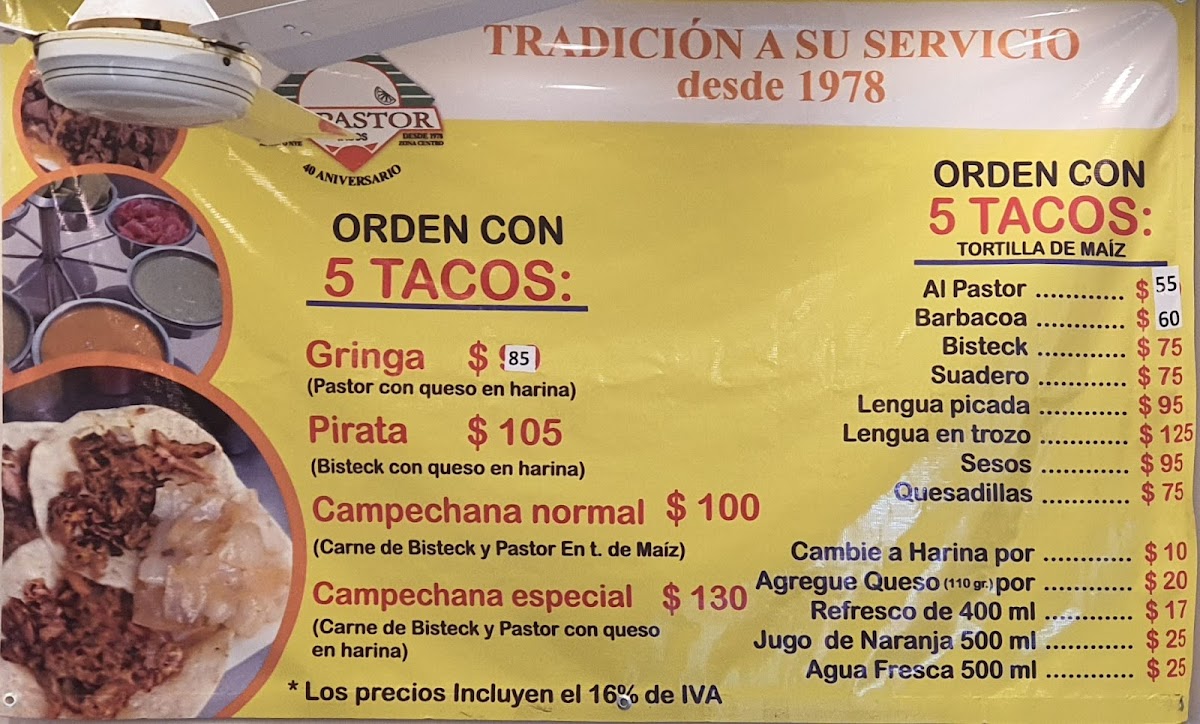 TRADICIÓN A SU SERVICIO
desde 1978
PASTOR
DESDE 1978
ZONA CENTRO
40 ANIVERSARIO
ORDEN CON
5 TACOS:
Gringa $ 85
(Pastor con queso en harina)
Pirata $ 105
(Bisteck con queso en harina)
Campechana normal $ 100
(Carne de Bisteck y Pastor En t. de Maíz)
Campechana especial $ 130
(Carne de Bisteck y Pastor con queso
en harina)
* Los precios Incluyen el 16% de IVA
ORDEN CON
5 TACOS:
TORTILLA DE MAÍZ
Al Pastor ............ $ 55
Barbacoa ............ $ 60
Bisteck ............ $ 75
Suadero ............ $ 75
Lengua picada ............ $ 95
Lengua en trozo ............ $ 125
Sesos ............ $ 95
Quesadillas ............ $ 75
Cambie a Harina por ............ $ 10
Agregue Queso (110 gr.) por ............ $ 20
Refresco de 400 ml ............ $ 17
Jugo de Naranja 500 ml ............ $ 25
Agua Fresca 500 ml ............ $ 25